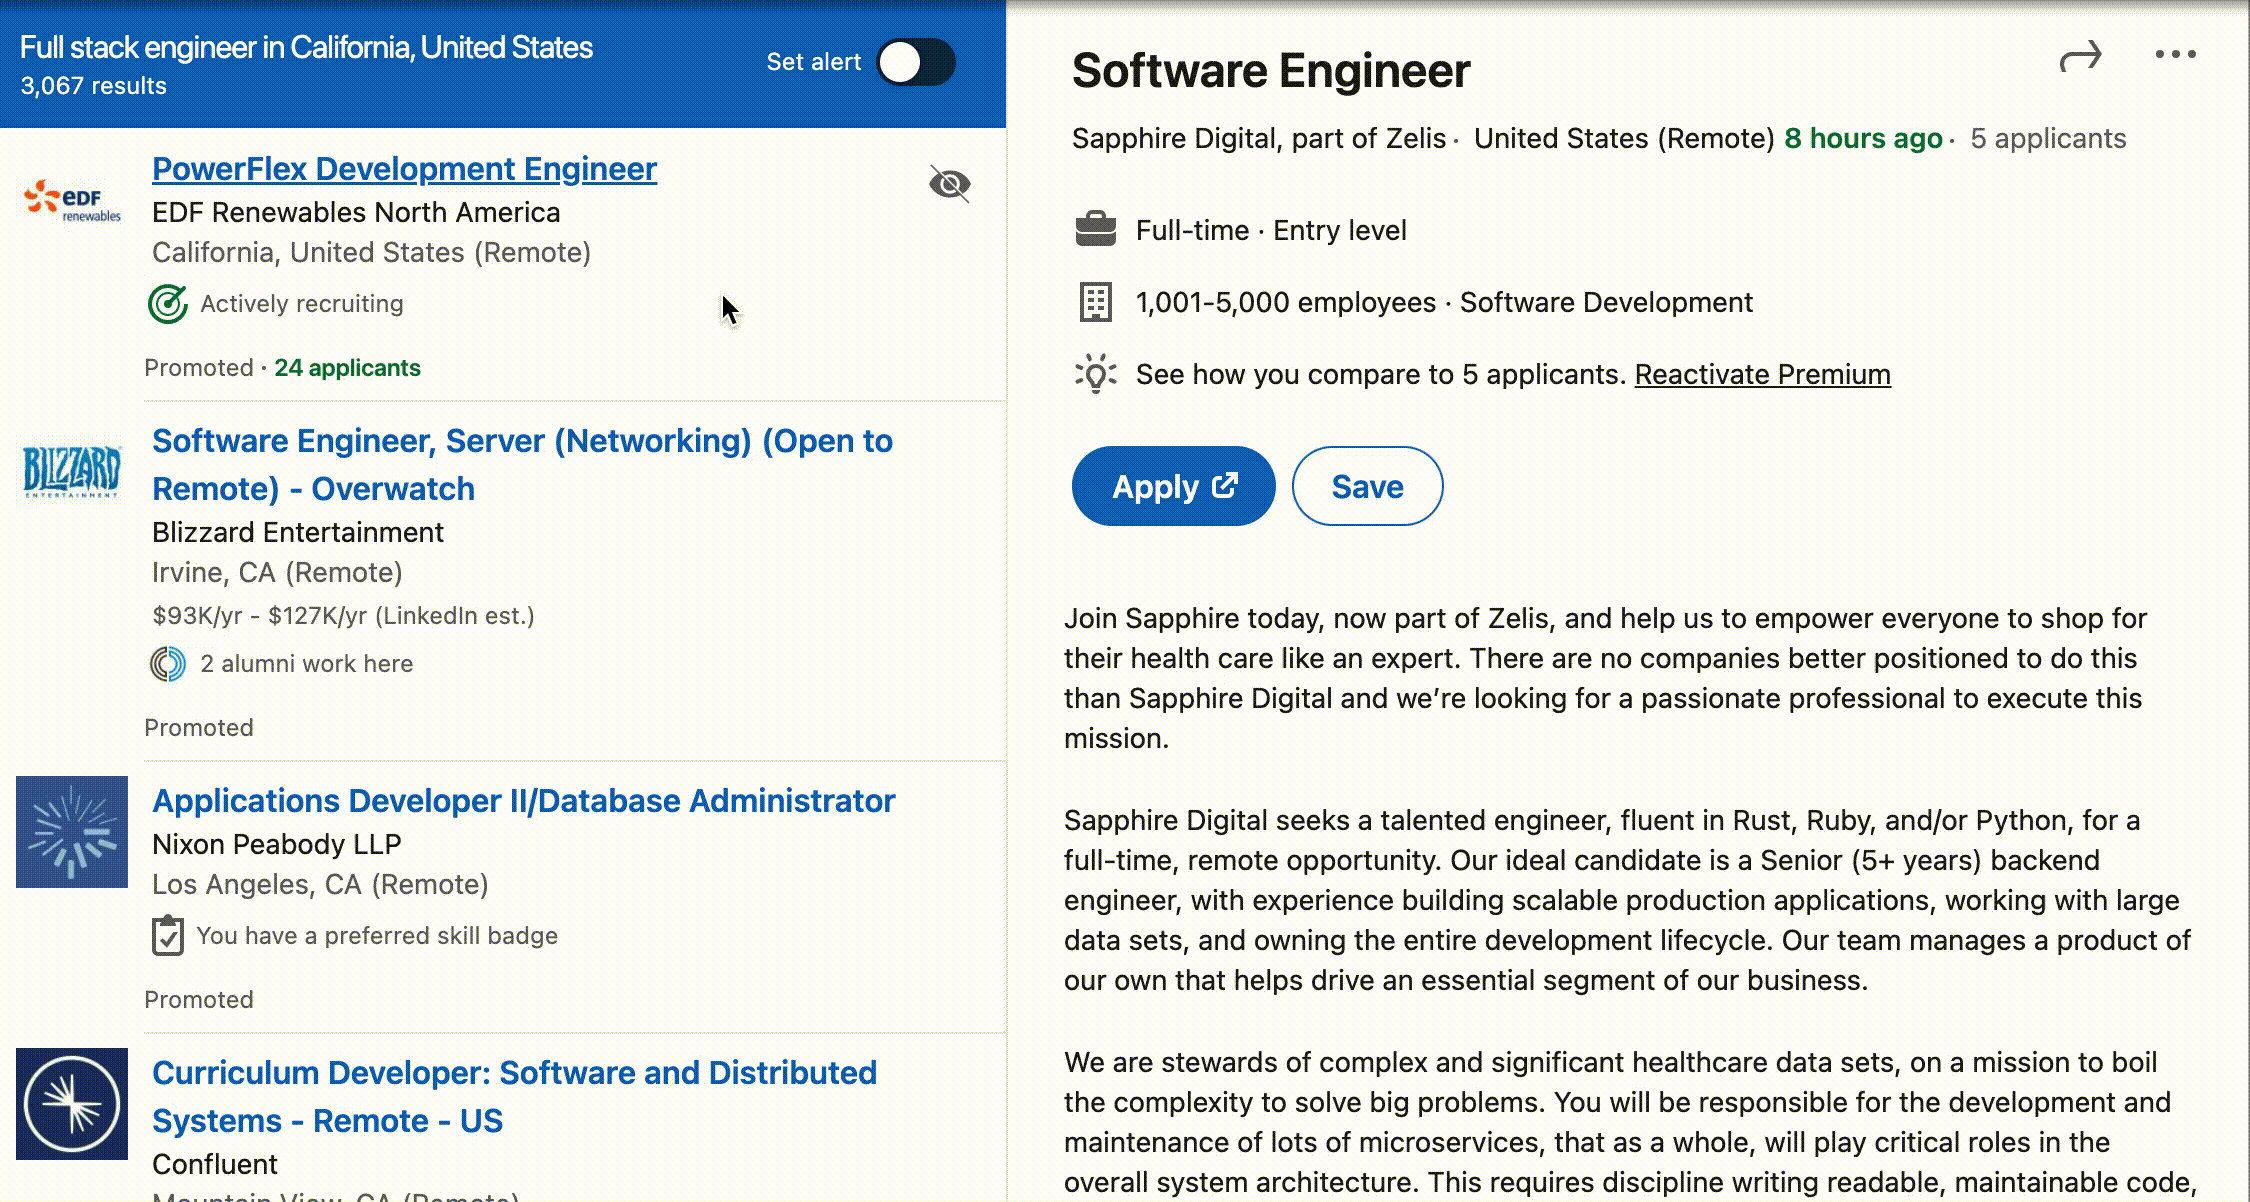 Full stack engineer in California, United States
3,067 results
Set alert
PowerFlex Development Engineer
eDF
renewables
EDF Renewables North America
California, United States (Remote)
Actively recruiting
Promoted · 24 applicants
Software Engineer, Server (Networking) (Open to
Remote) - Overwatch
BLIZZARD
ENTERTAINMENT
Blizzard Entertainment
Irvine, CA (Remote)
$93K/yr - $127K/yr (LinkedIn est.)
2 alumni work here
Promoted
Applications Developer II/Database Administrator
Nixon Peabody LLP
Los Angeles, CA (Remote)
You have a preferred skill badge
Promoted
Curriculum Developer: Software and Distributed
Systems - Remote - US
Confluent
Mountain View, CA (Remote)
Software Engineer
Sapphire Digital, part of Zelis · United States (Remote) 8 hours ago · 5 applicants
Full-time · Entry level
1,001-5,000 employees · Software Development
See how you compare to 5 applicants. Reactivate Premium
Apply
Save
Join Sapphire today, now part of Zelis, and help us to empower everyone to shop for
their health care like an expert. There are no companies better positioned to do this
than Sapphire Digital and we’re looking for a passionate professional to execute this
mission.
Sapphire Digital seeks a talented engineer, fluent in Rust, Ruby, and/or Python, for a
full-time, remote opportunity. Our ideal candidate is a Senior (5+ years) backend
engineer, with experience building scalable production applications, working with large
data sets, and owning the entire development lifecycle. Our team manages a product of
our own that helps drive an essential segment of our business.
We are stewards of complex and significant healthcare data sets, on a mission to boil
the complexity to solve big problems. You will be responsible for the development and
maintenance of lots of microservices, that as a whole, will play critical roles in the
overall system architecture. This requires discipline writing readable, maintainable code,